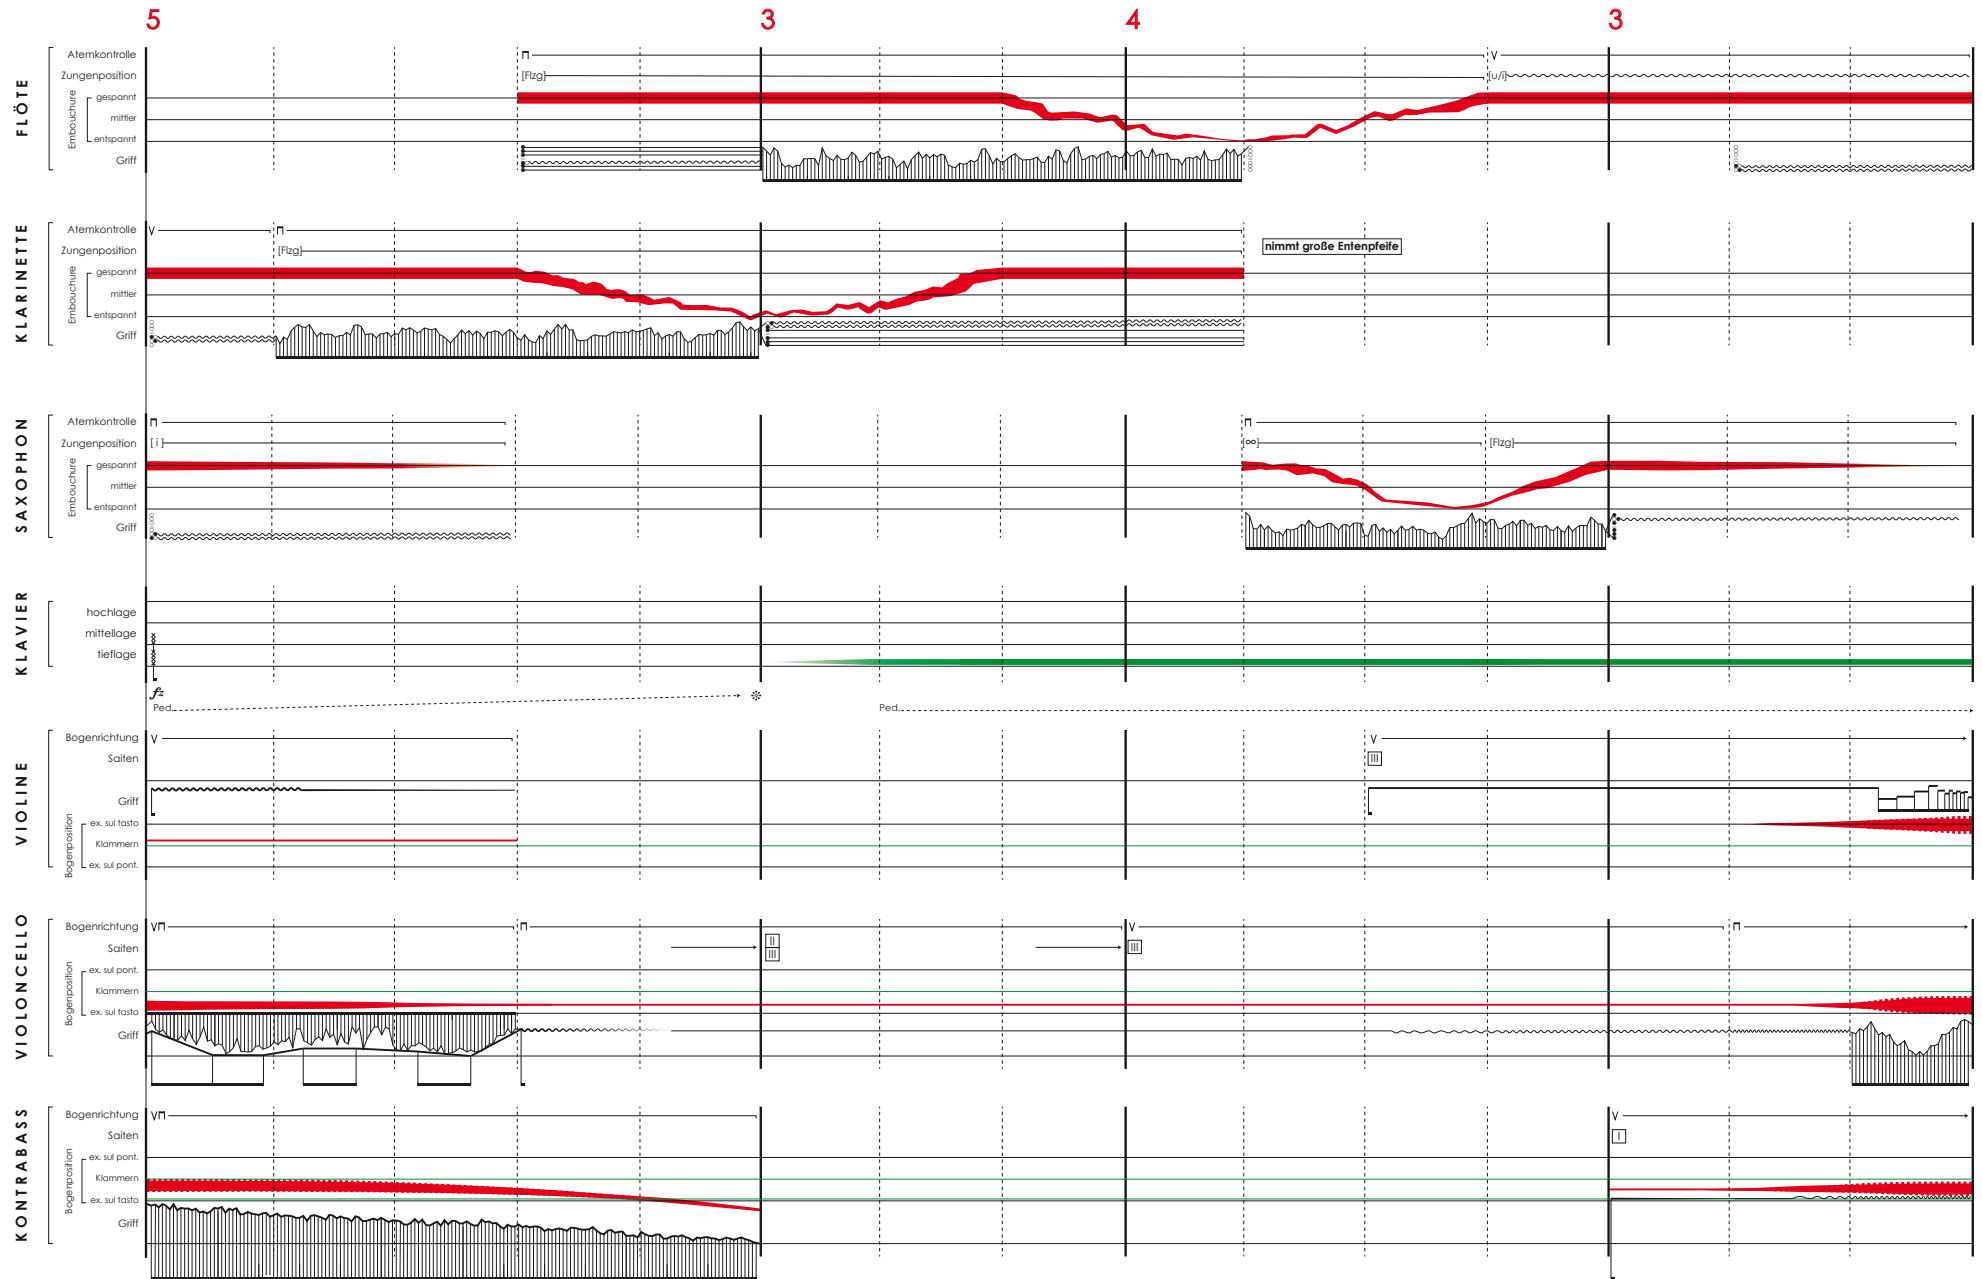 5 3 4 3
FLÖTE
Atemkontrolle V
Zungenposition [Flzg] [u/i]
Embouchure
gespannt
mittler
entspannt
Griff
KLARINETTE
Atemkontrolle V
Zungenposition [Flzg] nimmt große Entenpfeife
Embouchure
gespannt
mittler
entspannt
Griff
SAXOPHON
Atemkontrolle
Zungenposition [ i ] [∞] [Flzg]
Embouchure
gespannt
mittler
entspannt
Griff
KLAVIER
hochlage
mittellage
tieflage
fz
Ped. Ped.
VIOLINE
Bogenrichtung V V
Saiten III
Griff
Bogenposition
ex. sul tasto
Klammern
ex. sul pont.
VIOLONCELLO
Bogenrichtung V V
Saiten II III III
Bogenposition
ex. sul pont.
Klammern
ex. sul tasto
Griff
KONTRABASS
Bogenrichtung V V
Saiten I
Bogenposition
ex. sul pont.
Klammern
ex. sul tasto
Griff